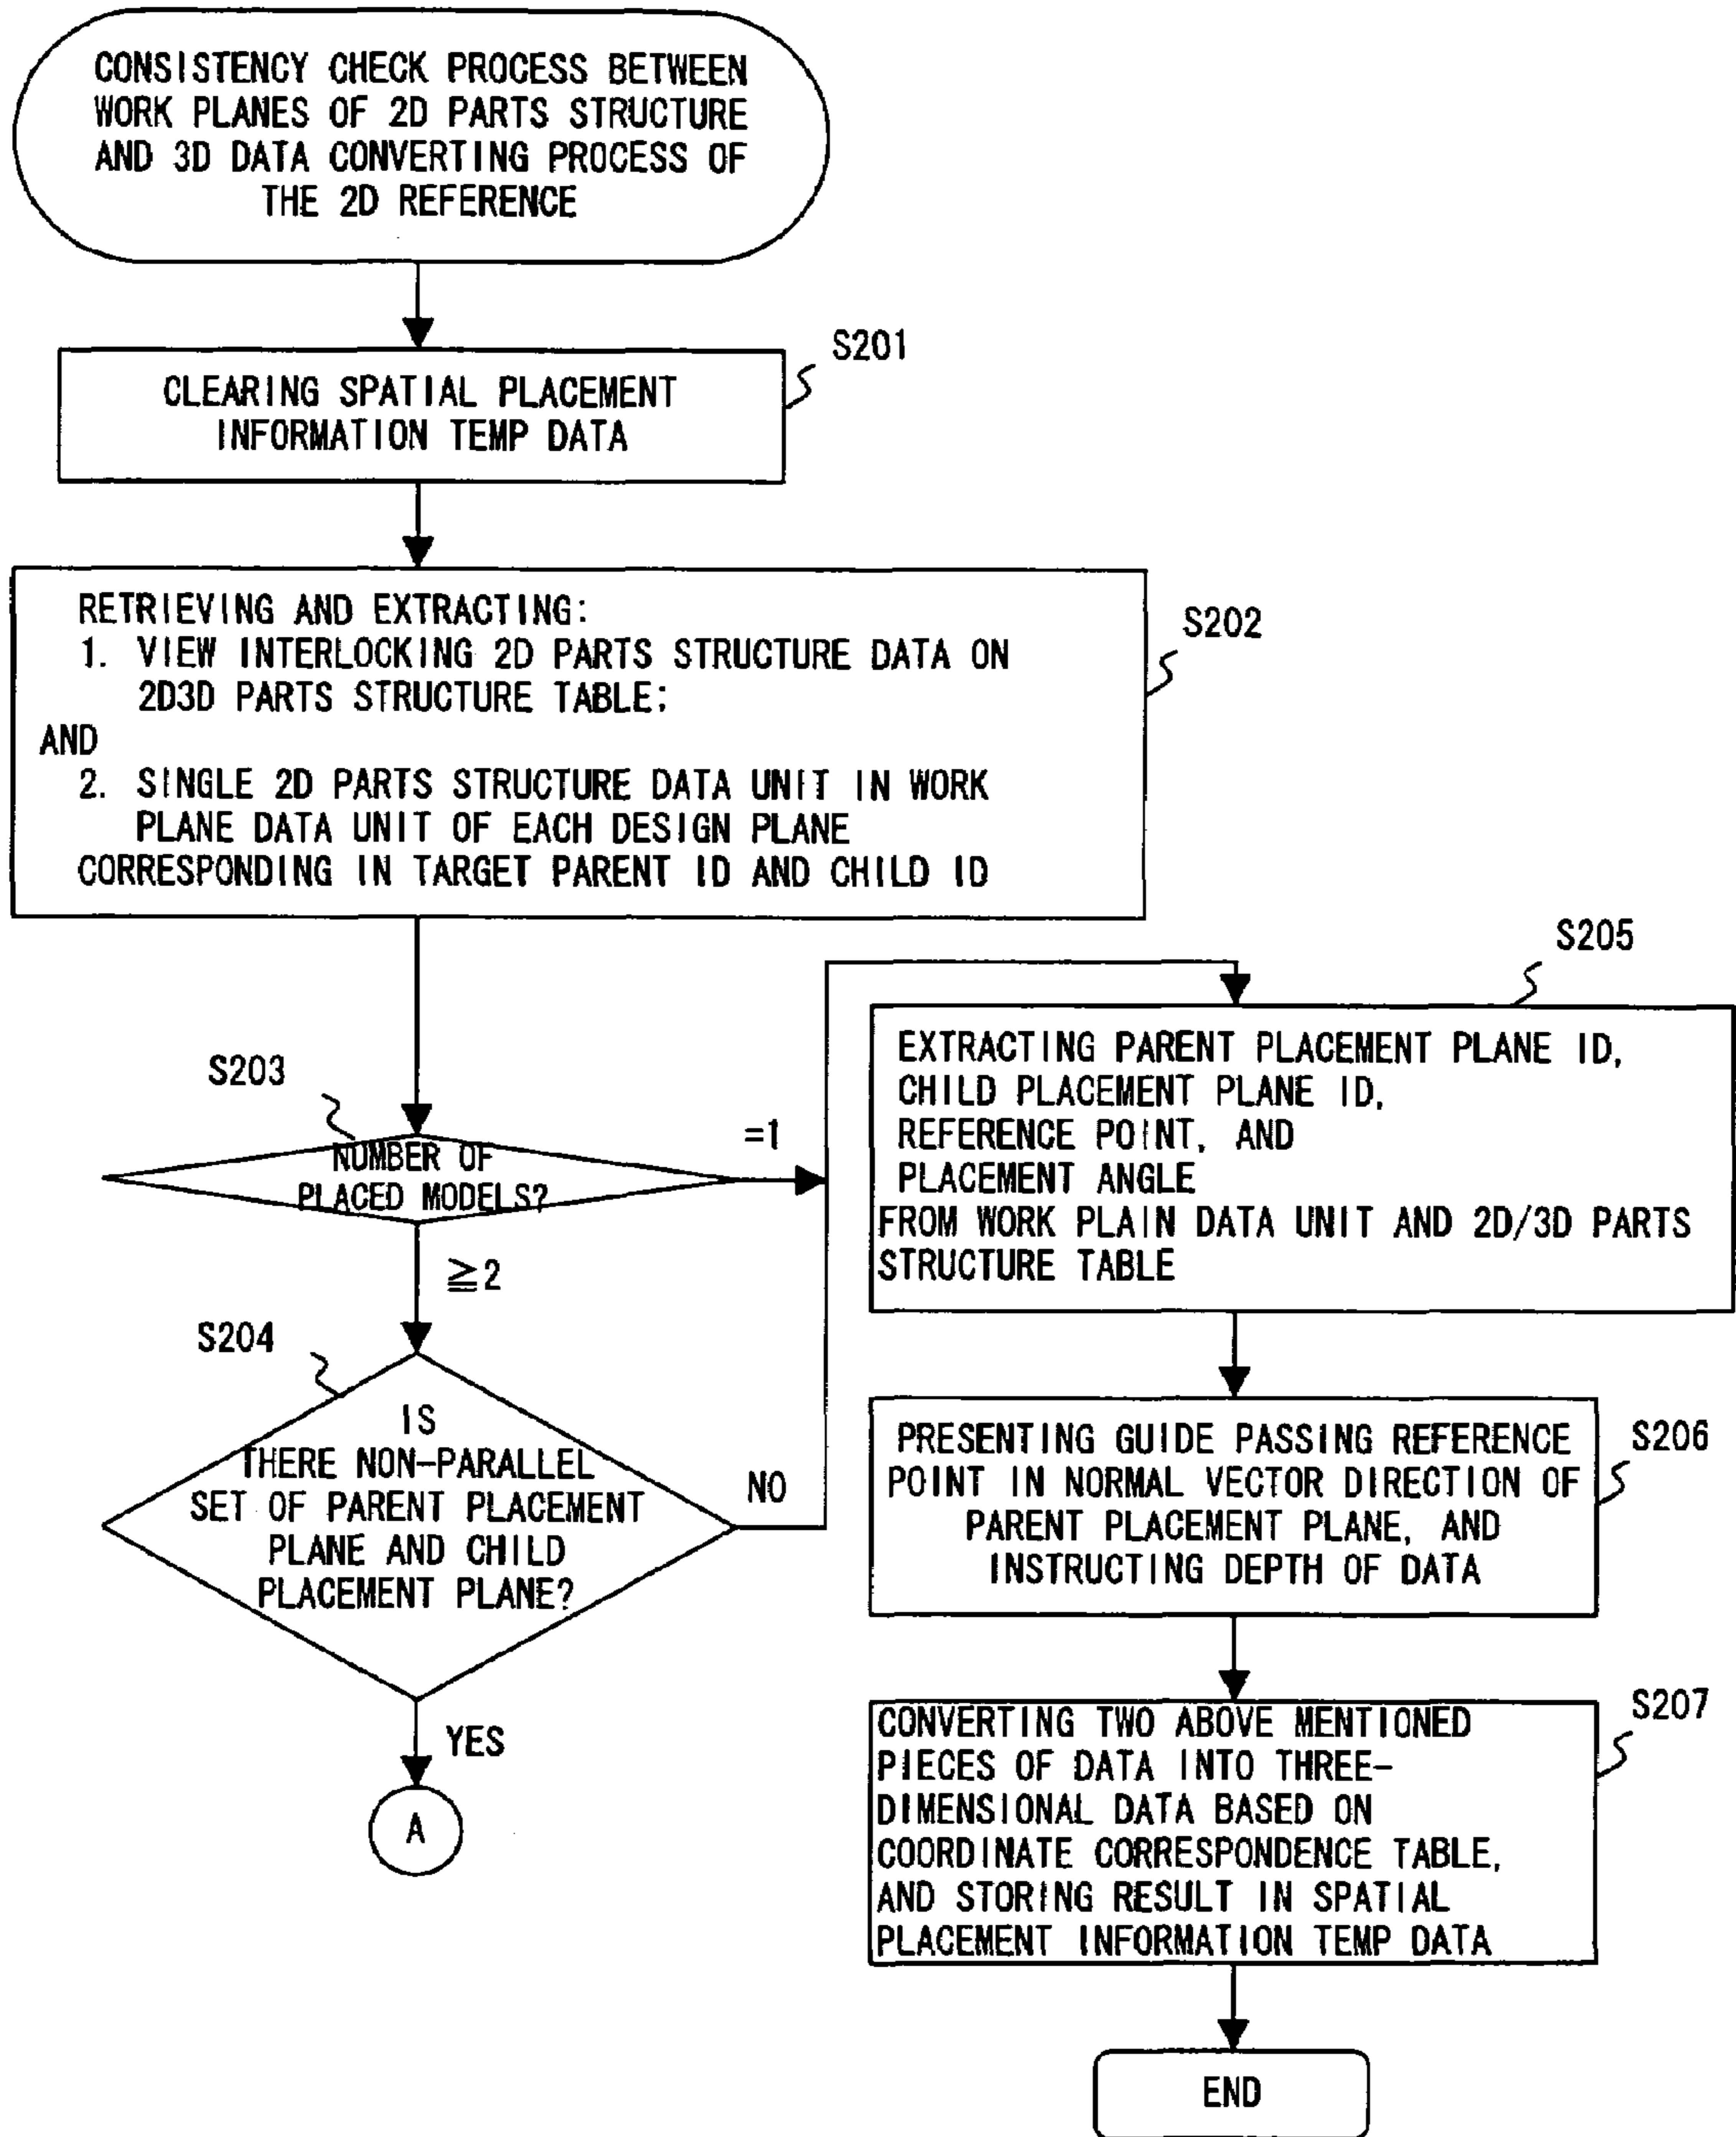 CONSISTENCY CHECK PROCESS BETWEEN
WORK PLANES OF 2D PARTS STRUCTURE
AND 3D DATA CONVERTING PROCESS OF
THE 2D REFERENCE
S201
CLEARING SPATIAL PLACEMENT
INFORMATION TEMP DATA
S202
RETRIEVING AND EXTRACTING:
1. VIEW INTERLOCKING 2D PARTS STRUCTURE DATA ON
2D3D PARTS STRUCTURE TABLE;
AND
2. SINGLE 2D PARTS STRUCTURE DATA UNIT IN WORK
PLANE DATA UNIT OF EACH DESIGN PLANE
CORRESPONDING IN TARGET PARENT ID AND CHILD ID
S203
NUMBER OF
PLACED MODELS?
=1
≧2
S204
IS
THERE NON-PARALLEL
SET OF PARENT PLACEMENT
PLANE AND CHILD
PLACEMENT PLANE?
NO
YES
A
S205
EXTRACTING PARENT PLACEMENT PLANE ID,
CHILD PLACEMENT PLANE ID,
REFERENCE POINT, AND
PLACEMENT ANGLE
FROM WORK PLAIN DATA UNIT AND 2D/3D PARTS
STRUCTURE TABLE
S206
PRESENTING GUIDE PASSING REFERENCE
POINT IN NORMAL VECTOR DIRECTION OF
PARENT PLACEMENT PLANE, AND
INSTRUCTING DEPTH OF DATA
S207
CONVERTING TWO ABOVE MENTIONED
PIECES OF DATA INTO THREE-
DIMENSIONAL DATA BASED ON
COORDINATE CORRESPONDENCE TABLE,
AND STORING RESULT IN SPATIAL
PLACEMENT INFORMATION TEMP DATA
END